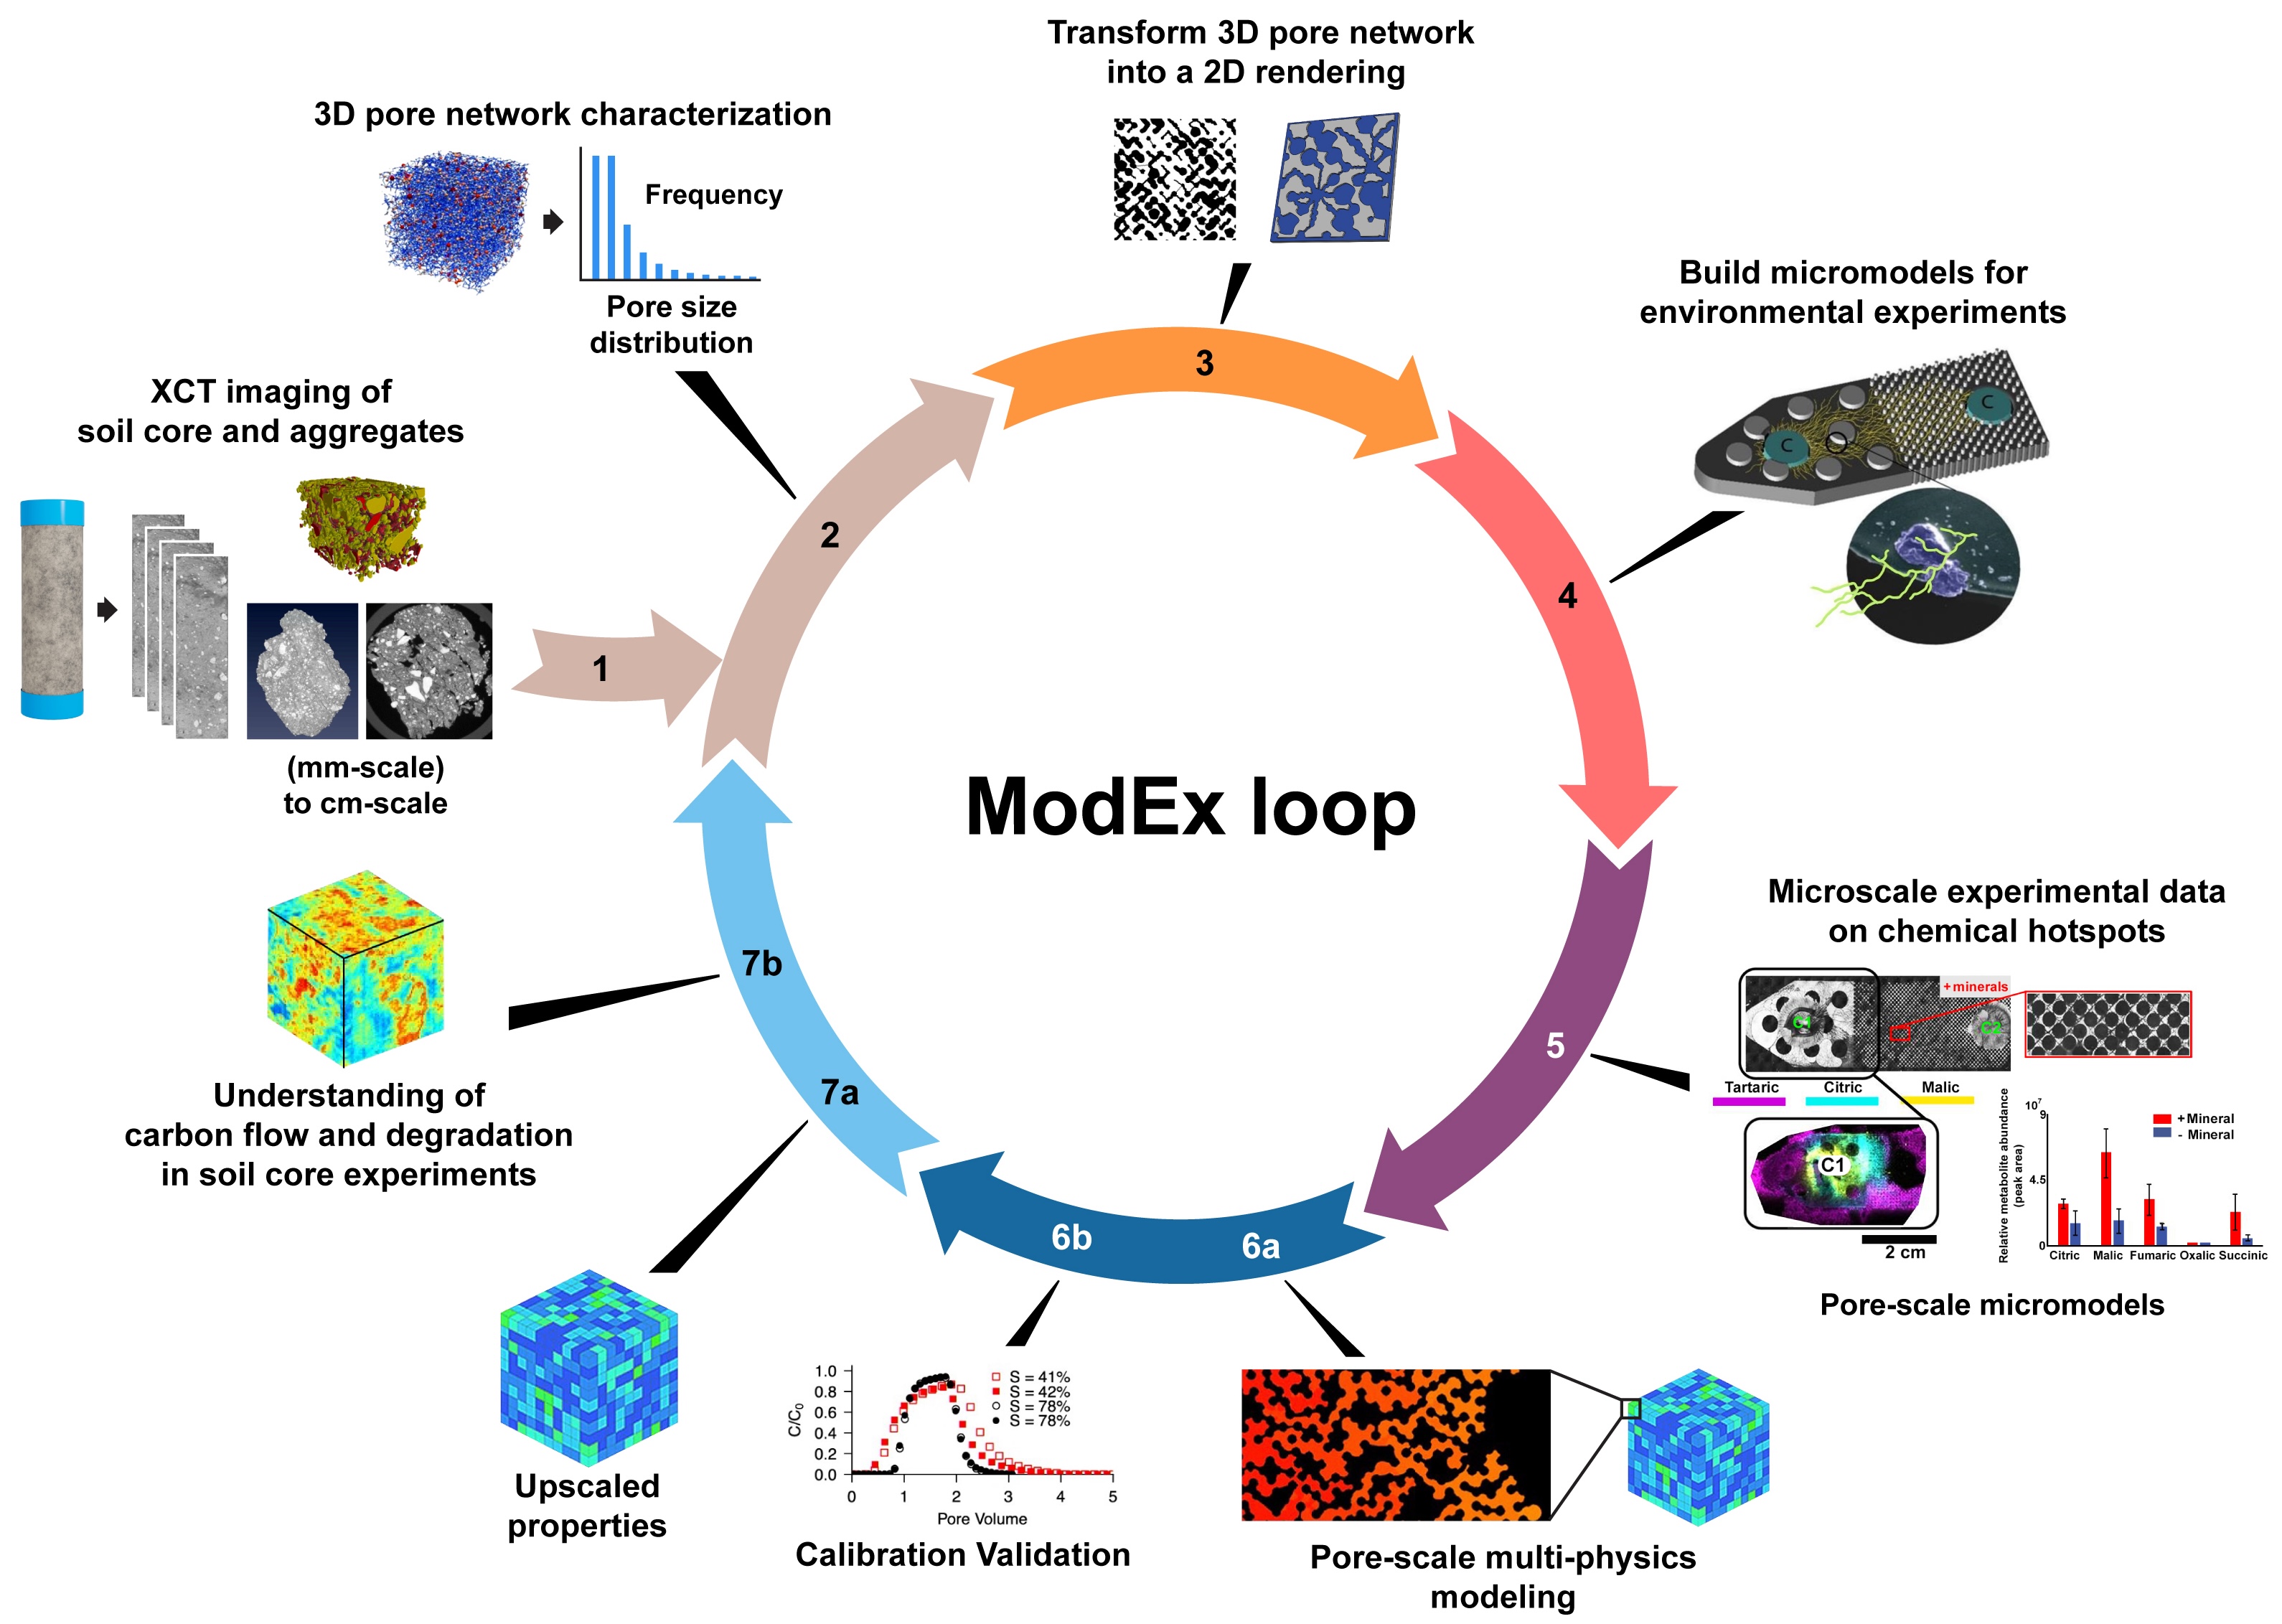 Transform 3D pore network
into a 2D rendering
3D pore network characterization
Frequency
Pore size
distribution
Build micromodels for
environmental experiments
C
C
XCT imaging of
soil core and aggregates
(mm-scale)
to cm-scale
1
2
3
4
5
6a
6b
7a
7b
ModEx loop
Microscale experimental data
on chemical hotspots
+minerals
C1
C2
Tartaric
Citric
Malic
C1
2 cm
Relative metabolite abundance
(peak area)
10⁷
9
4.5
0
+Mineral
- Mineral
Citric Malic Fumaric Oxalic Succinic
Pore-scale micromodels
Understanding of
carbon flow and degradation
in soil core experiments
Upscaled
properties
C/C₀
1.0
0.8
0.6
0.4
0.2
0.0
S = 41%
S = 42%
S = 78%
S = 78%
0 1 2 3 4 5
Pore Volume
Calibration Validation
Pore-scale multi-physics
modeling